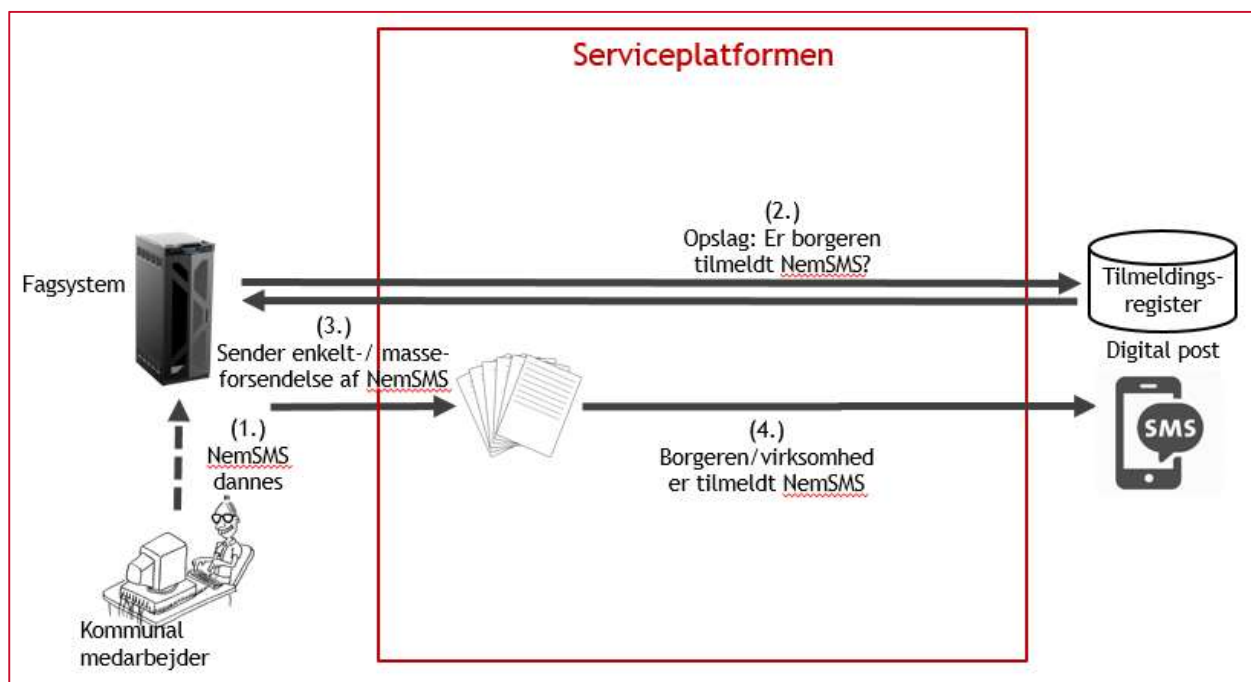 Serviceplatformen
(2.)
Opslag: Er borgeren
tilmeldt NemSMS?
Fagsystem
Tilmeldings-
register
(3.)
Sender enkelt-/ masse-
forsendelse af NemSMS
Digital post
SMS
(1.)
NemSMS
dannes
(4.)
Borgeren/virksomhed
er tilmeldt NemSMS
Kommunal
medarbejder